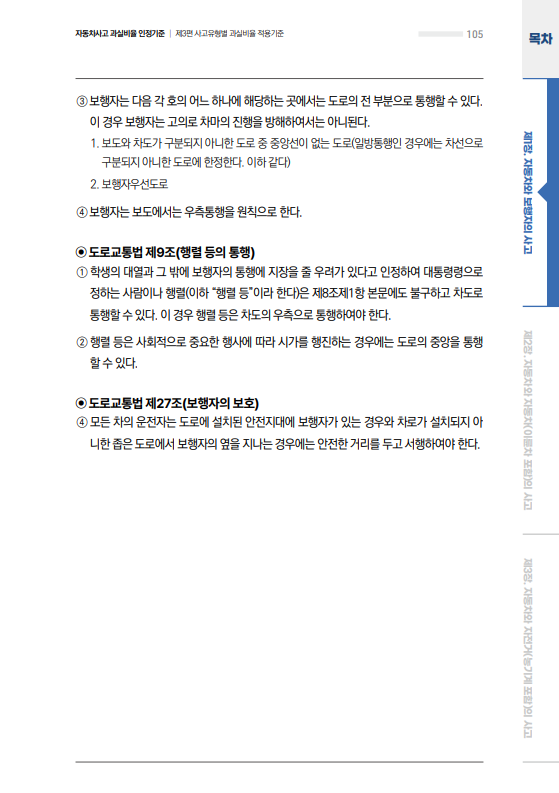 자동차사고 과실비율 인정기준 | 제3편 사고유형별 과실비율 적용기준
105
목차
③ 보행자는 다음 각 호의 어느 하나에 해당하는 곳에서는 도로의 전 부분으로 통행할 수 있다.
이 경우 보행자는 고의로 차마의 진행을 방해하여서는 아니된다.
1. 보도와 차도가 구분되지 아니한 도로 중 중앙선이 없는 도로(일방통행인 경우에는 차선으로
구분되지 아니한 도로에 한정한다. 이하 같다)
2. 보행자우선도로
④ 보행자는 보도에서는 우측통행을 원칙으로 한다.
◉ 도로교통법 제9조(행렬 등의 통행)
① 학생의 대열과 그 밖에 보행자의 통행에 지장을 줄 우려가 있다고 인정하여 대통령령으로
정하는 사람이나 행렬(이하 “행렬 등”이라 한다)은 제8조제1항 본문에도 불구하고 차도로
통행할 수 있다. 이 경우 행렬 등은 차도의 우측으로 통행하여야 한다.
② 행렬 등은 사회적으로 중요한 행사에 따라 시가를 행진하는 경우에는 도로의 중앙을 통행
할 수 있다.
◉ 도로교통법 제27조(보행자의 보호)
④ 모든 차의 운전자는 도로에 설치된 안전지대에 보행자가 있는 경우와 차로가 설치되지 아
니한 좁은 도로에서 보행자의 옆을 지나는 경우에는 안전한 거리를 두고 서행하여야 한다.
제1장. 자동차와 보행자의 사고
제2장. 자동차와 자동차(이륜차 포함)의 사고
제3장. 자동차와 자전거(농기계 포함)의 사고